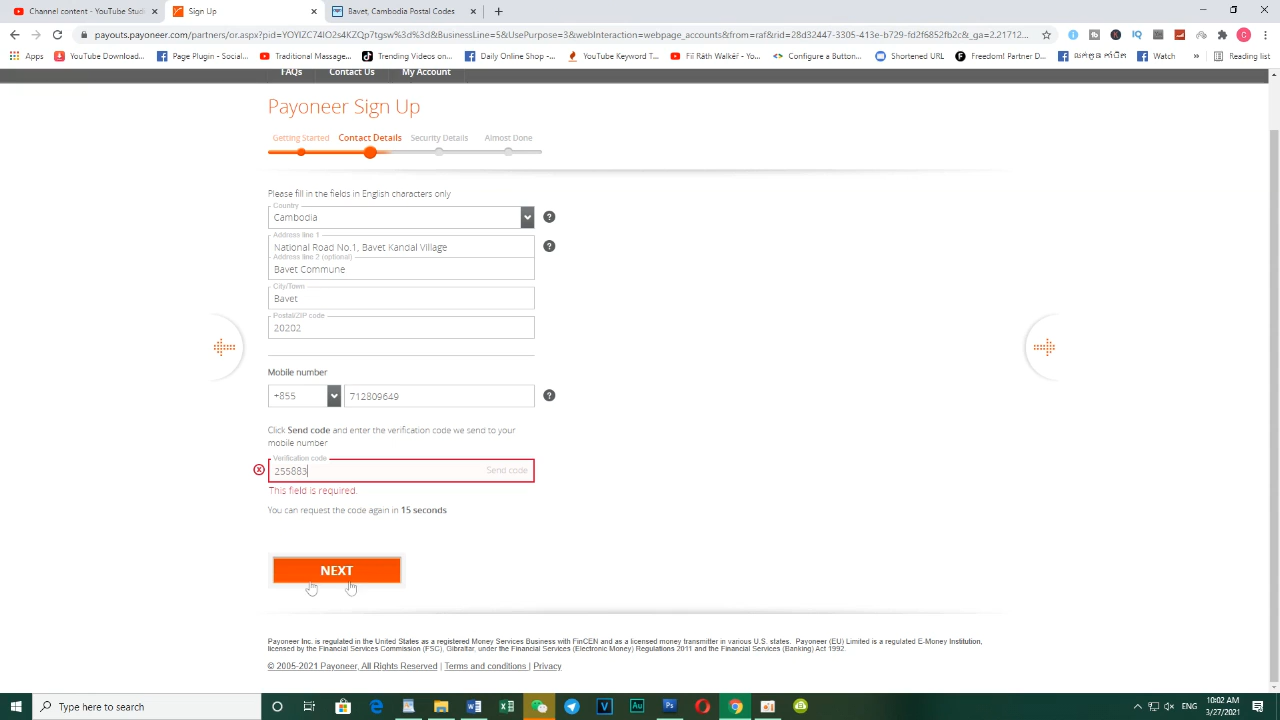 Channel content - YouTube Studi
Sign Up
Bavet, Cambodia Postal Codes
payouts.payoneer.com/partners/or.aspx?pid=YOYIZC74IO2s4KZQp7tgsw%3d%3d&BusinessLine=5&UsePurpose=3&webInteraction=webpage_accounts&from=raf&rid=28d32447-3305-413e-b729-fd2f6852fb2c&_ga=2.21712...
Apps
YouTube Download...
Page Plugin - Social...
Traditional Massage...
Daily Online Shop -...
YouTube Keyword T...
Fil Rath Walker - You...
Configure a Button...
Shortened URL
Freedom! Partner D...
Watch
»
Reading list
FAQs
Contact Us
My Account
Payoneer Sign Up
Getting Started
Contact Details
Security Details
Almost Done
Please fill in the fields in English characters only
Country
Cambodia
Address line 1
National Road No.1, Bavet Kandal Village
Address line 2 (optional)
Bavet Commune
City/Town
Bavet
Postal/ZIP code
20202
Mobile number
+855
712809649
Click Send code and enter the verification code we send to your
mobile number
Verification code
255883
Send code
This field is required.
You can request the code again in 15 seconds
NEXT
Payoneer Inc. is regulated in the United States as a registered Money Services Business with FinCEN and as a licensed money transmitter in various U.S. states. Payoneer (EU) Limited is a regulated E-Money Institution,
licensed by the Financial Services Commission (FSC), Gibraltar, under the Financial Services (Electronic Money) Regulations 2011 and the Financial Services (Banking) Act 1992.
© 2005-2021 Payoneer, All Rights Reserved | Terms and conditions | Privacy
Type here to search
ENG
10:02 AM
3/27/2021